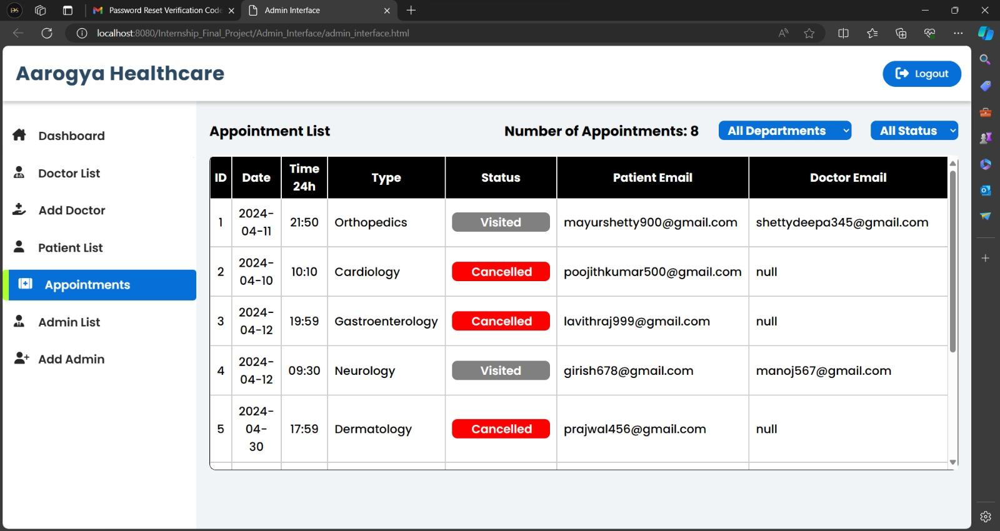 Password Reset Verification Code
Admin Interface
localhost:8080/Internship_Final_Project/Admin_Interface/admin_interface.html
Aarogya Healthcare
Logout
Dashboard
Doctor List
Add Doctor
Patient List
Appointments
Admin List
Add Admin
Appointment List
Number of Appointments: 8
All Departments
All Status
ID Date Time 24h Type Status Patient Email Doctor Email
1 2024-04-11 21:50 Orthopedics Visited mayurshetty900@gmail.com shettydeepa345@gmail.com
2 2024-04-10 10:10 Cardiology Cancelled poojithkumar500@gmail.com null
3 2024-04-12 19:59 Gastroenterology Cancelled lavithraj999@gmail.com null
4 2024-04-12 09:30 Neurology Visited girish678@gmail.com manoj567@gmail.com
5 2024-04-30 17:59 Dermatology Cancelled prajwal456@gmail.com null